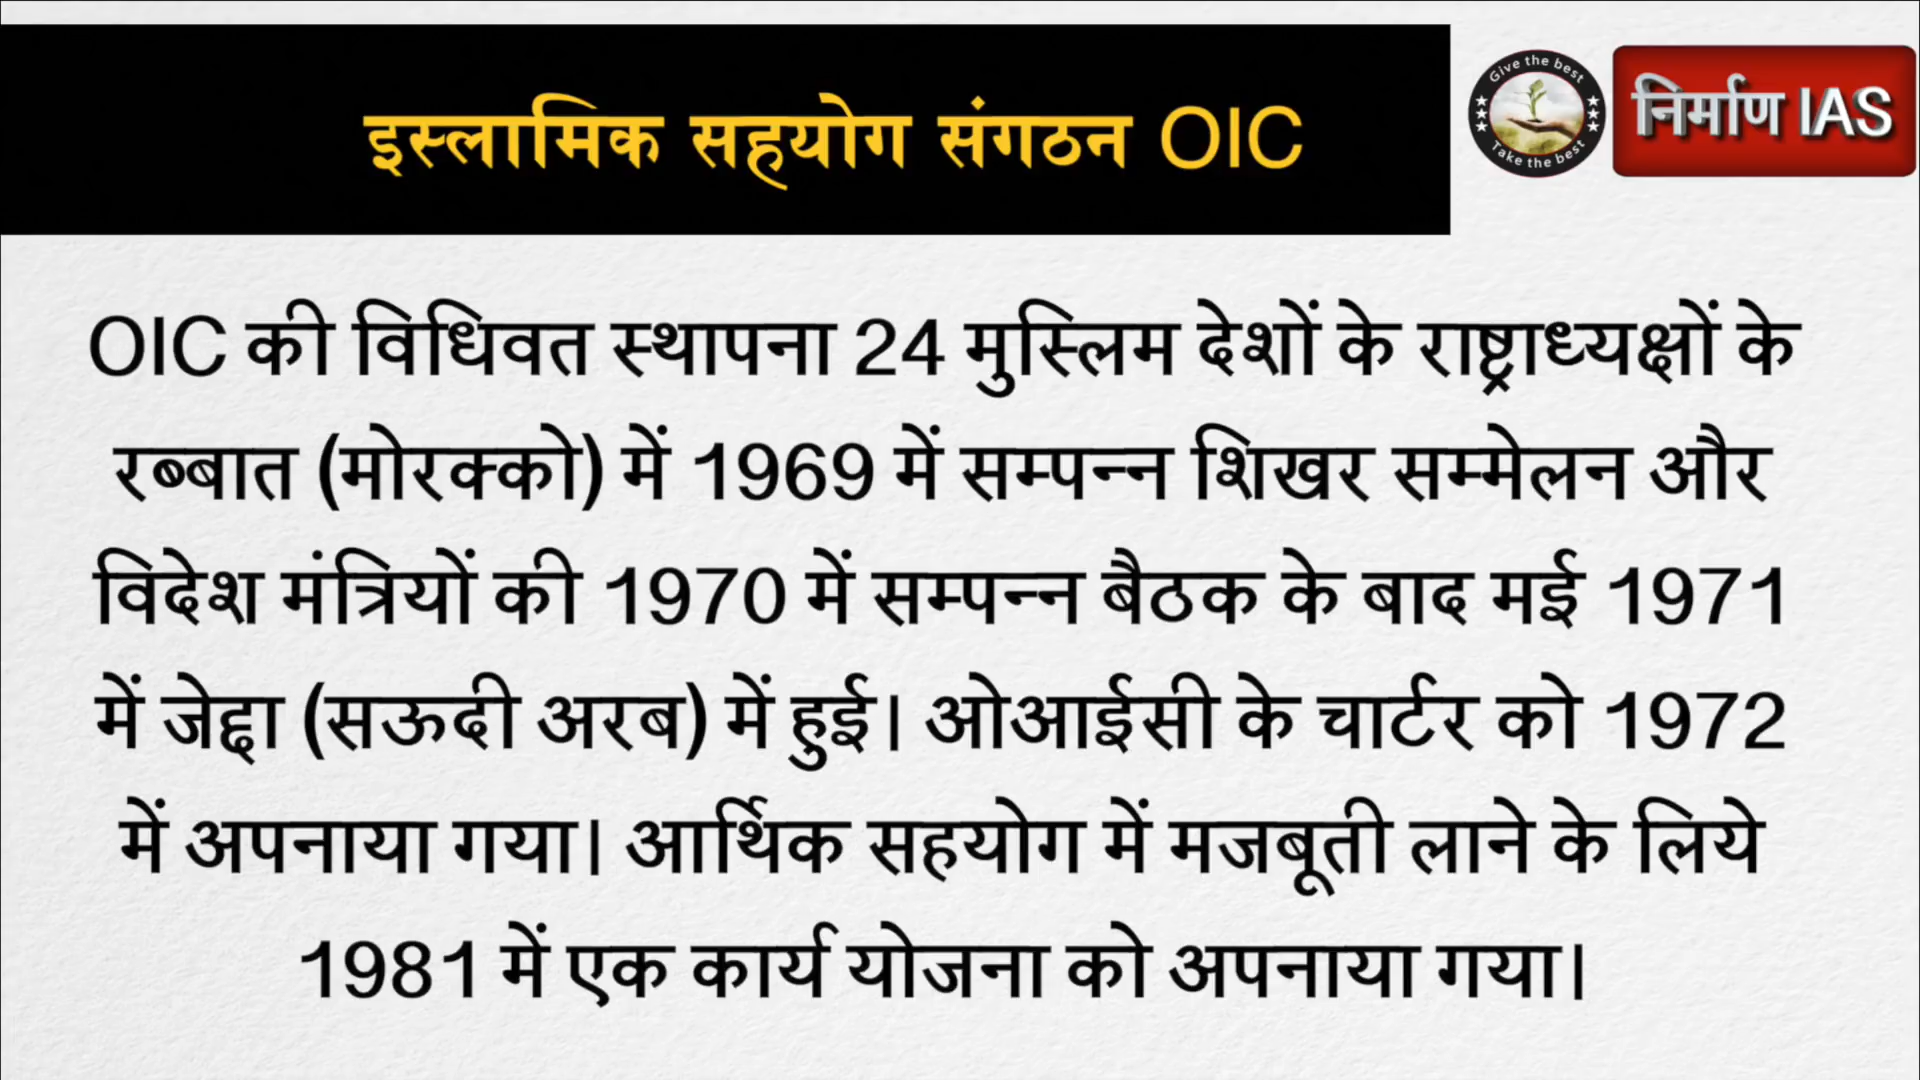 इस्लामिक सहयोग संगठन OIC
Give the best
Take the best
निर्माण IAS
OIC की विधिवत स्थापना 24 मुस्लिम देशों के राष्ट्राध्यक्षों के
रब्बात (मोरक्को) में 1969 में सम्पन्न शिखर सम्मेलन और
विदेश मंत्रियों की 1970 में सम्पन्न बैठक के बाद मई 1971
में जेद्दा (सऊदी अरब) में हुई। ओआईसी के चार्टर को 1972
में अपनाया गया। आर्थिक सहयोग में मजबूती लाने के लिये
1981 में एक कार्य योजना को अपनाया गया।